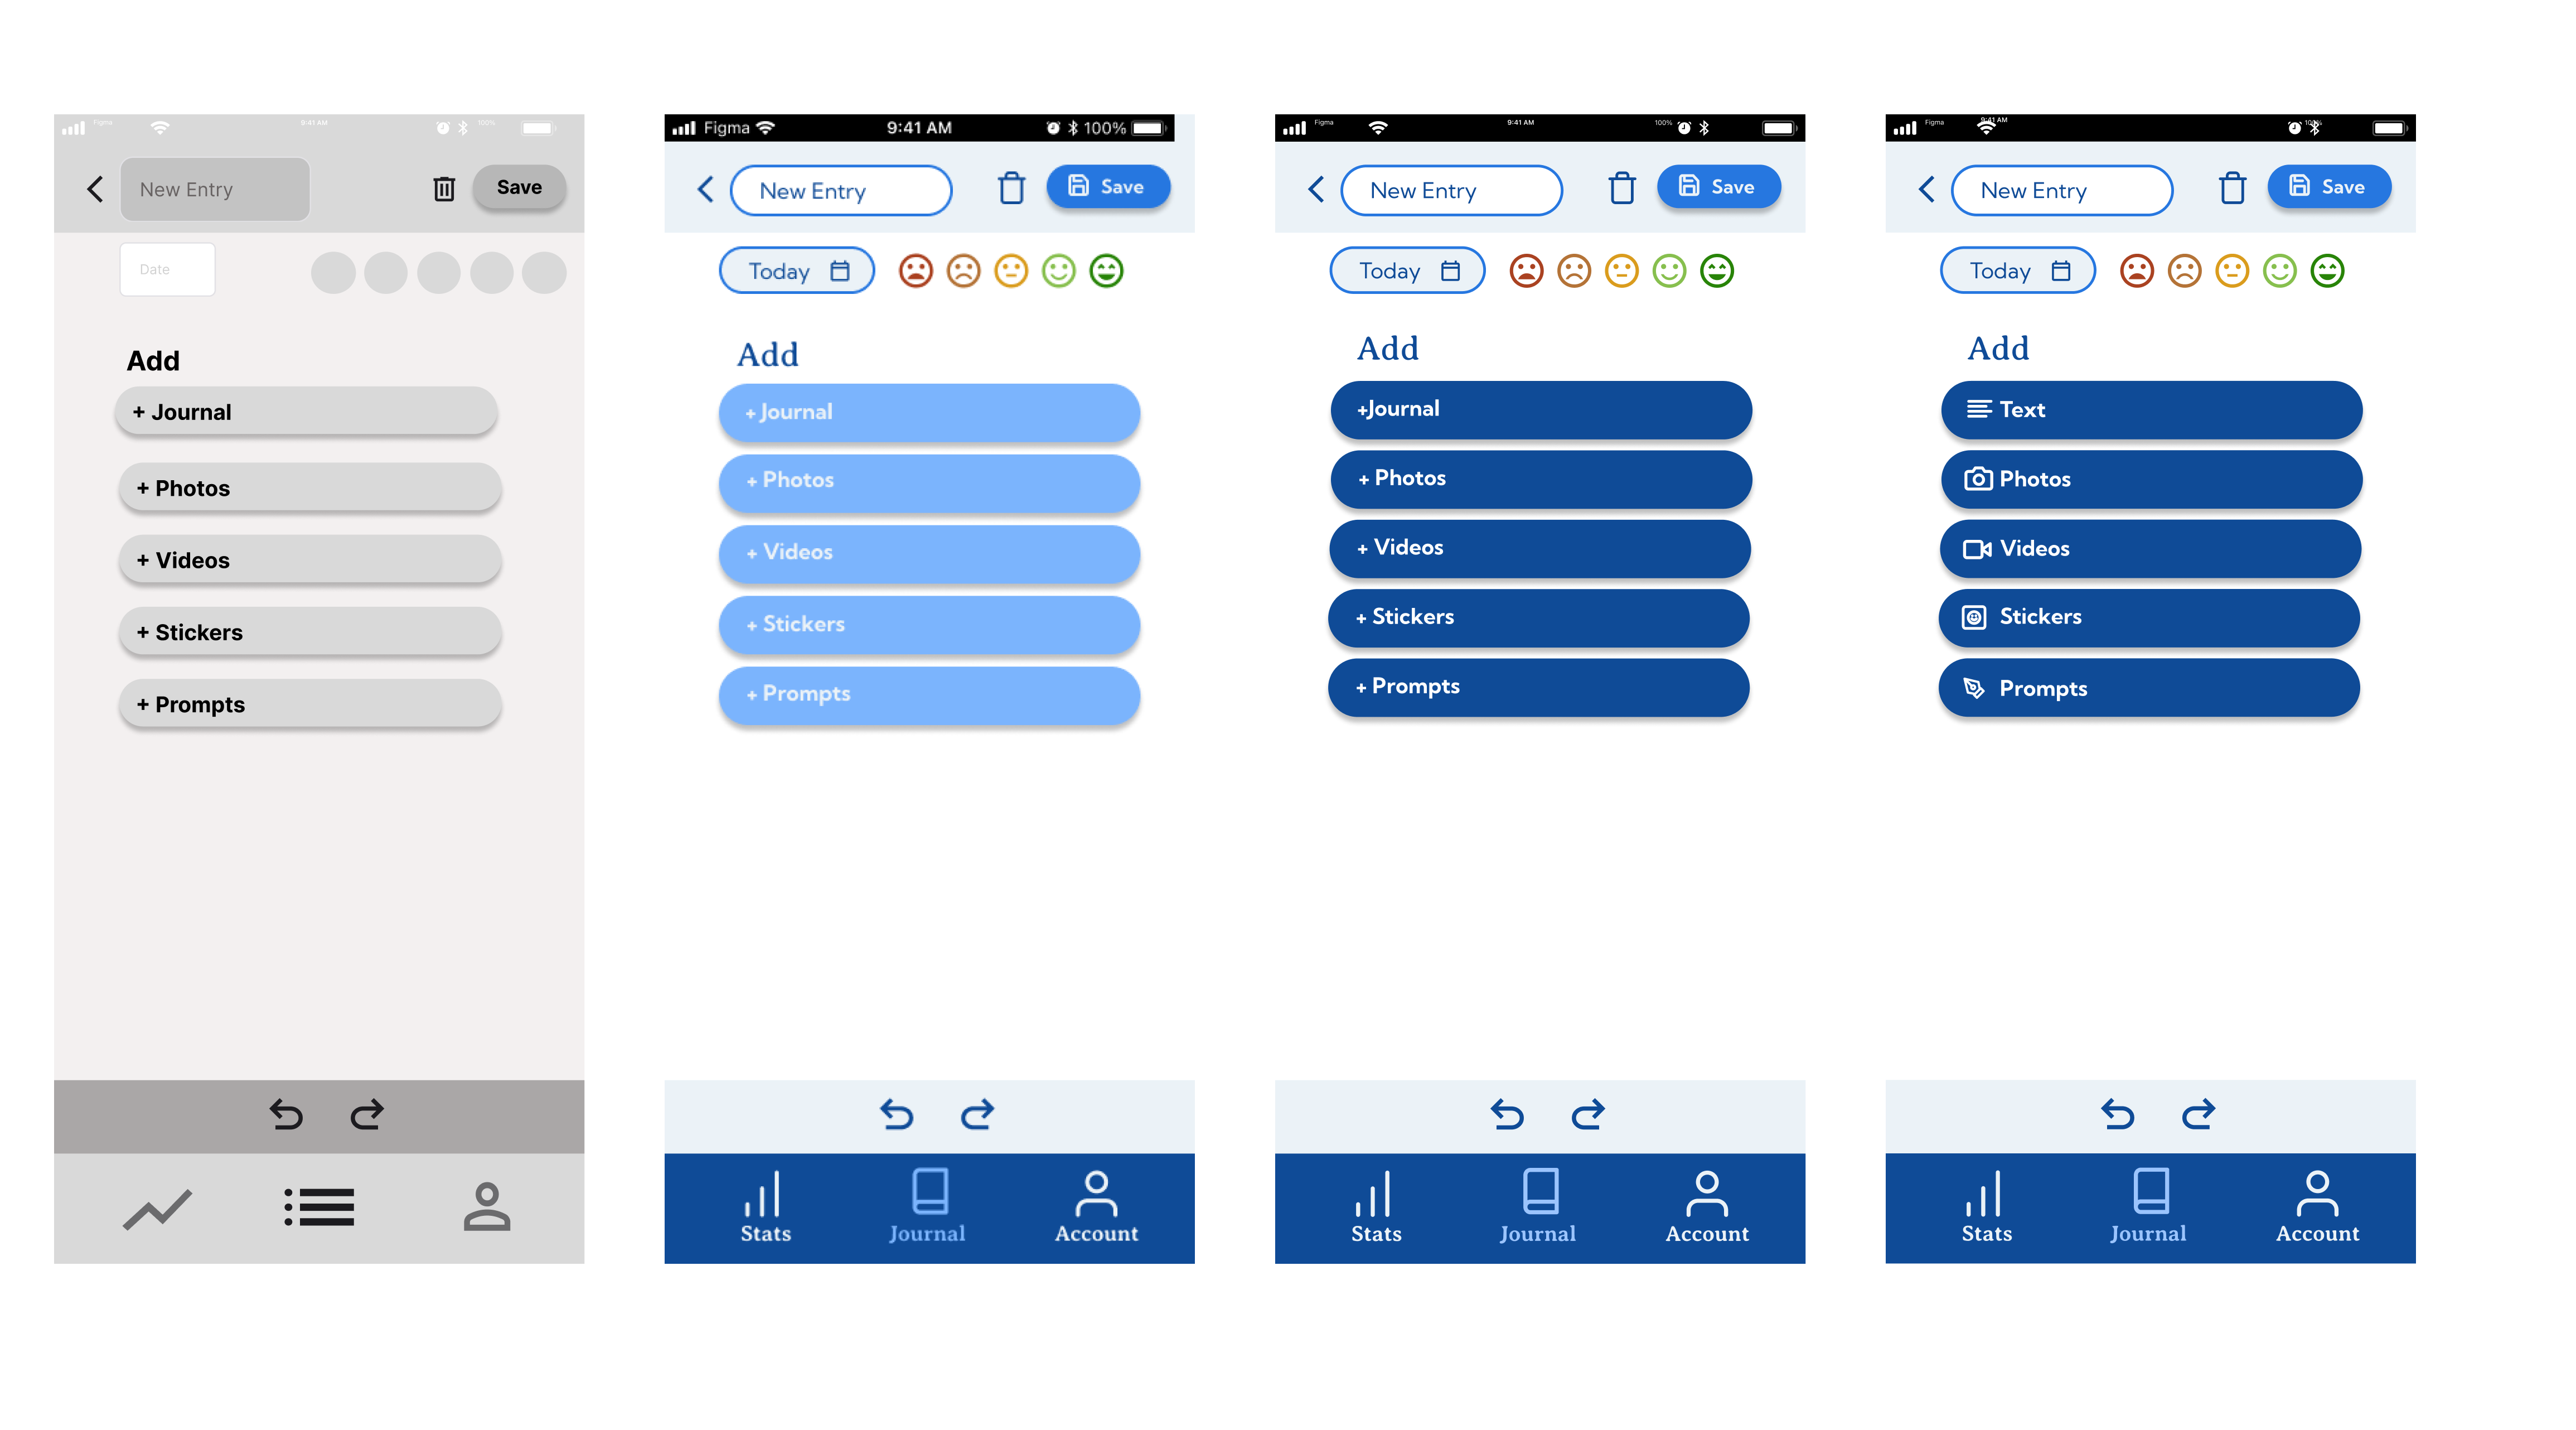 Figma 9:41 AM 100%
New Entry Save
Date
Add
+ Journal
+ Photos
+ Videos
+ Stickers
+ Prompts
Figma 9:41 AM 100%
New Entry Save
Today
Add
+ Journal
+ Photos
+ Videos
+ Stickers
+ Prompts
Stats Journal Account
Figma 9:41 AM 100%
New Entry Save
Today
Add
+Journal
+ Photos
+ Videos
+ Stickers
+ Prompts
Stats Journal Account
Figma 9:41 AM 100%
New Entry Save
Today
Add
Text
Photos
Videos
Stickers
Prompts
Stats Journal Account